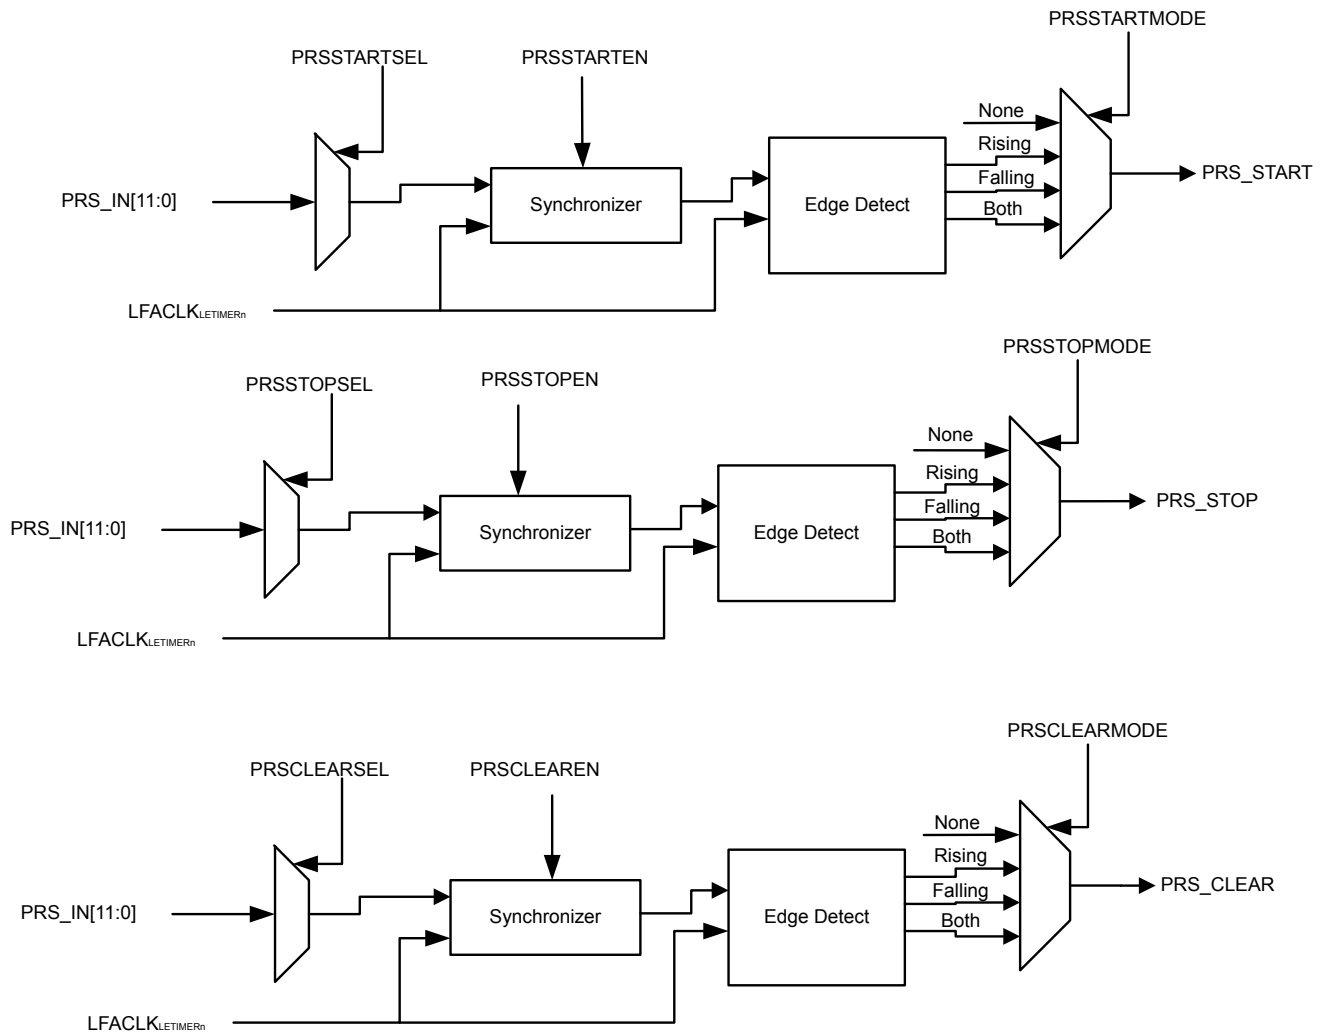 PRSSTARTMODE
PRSSTARTSEL
PRSSTARTEN
None
Rising
Falling
Both
PRS_IN[11:0]
Synchronizer
Edge Detect
PRS_START
LFACLKLETIMERn
PRSSTOPMODE
PRSSTOPSEL
PRSSTOPEN
None
Rising
Falling
Both
PRS_IN[11:0]
Synchronizer
Edge Detect
PRS_STOP
LFACLKLETIMERn
PRSCLEARMODE
PRSCLEARSEL
PRSCLEAREN
None
Rising
Falling
Both
PRS_IN[11:0]
Synchronizer
Edge Detect
PRS_CLEAR
LFACLKLETIMERn